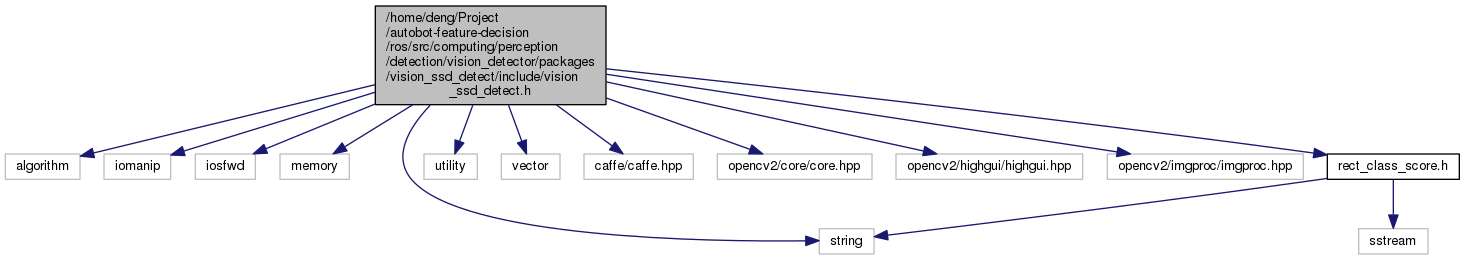 /home/deng/Project
/autobot-feature-decision
/ros/src/computing/perception
/detection/vision_detector/packages
/vision_ssd_detect/include/vision
_ssd_detect.h
algorithm
iomanip
iosfwd
memory
utility
vector
caffe/caffe.hpp
opencv2/core/core.hpp
opencv2/highgui/highgui.hpp
opencv2/imgproc/imgproc.hpp
rect_class_score.h
string
sstream